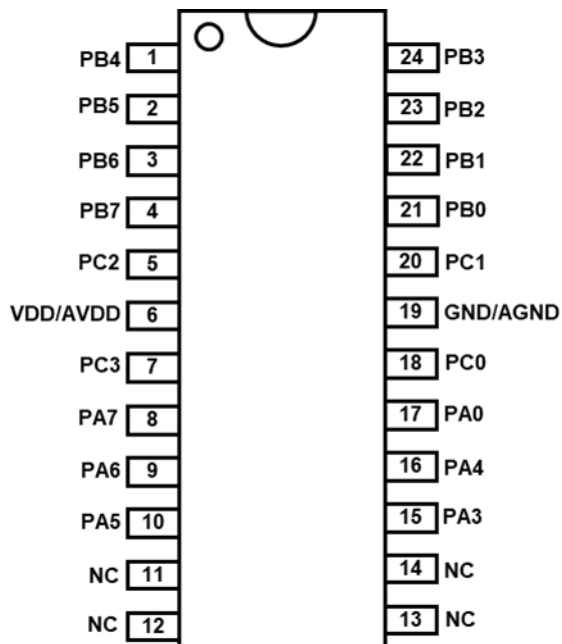 PB4 1 24 PB3
PB5 2 23 PB2
PB6 3 22 PB1
PB7 4 21 PB0
PC2 5 20 PC1
VDD/AVDD 6 19 GND/AGND
PC3 7 18 PC0
PA7 8 17 PA0
PA6 9 16 PA4
PA5 10 15 PA3
NC 11 14 NC
NC 12 13 NC